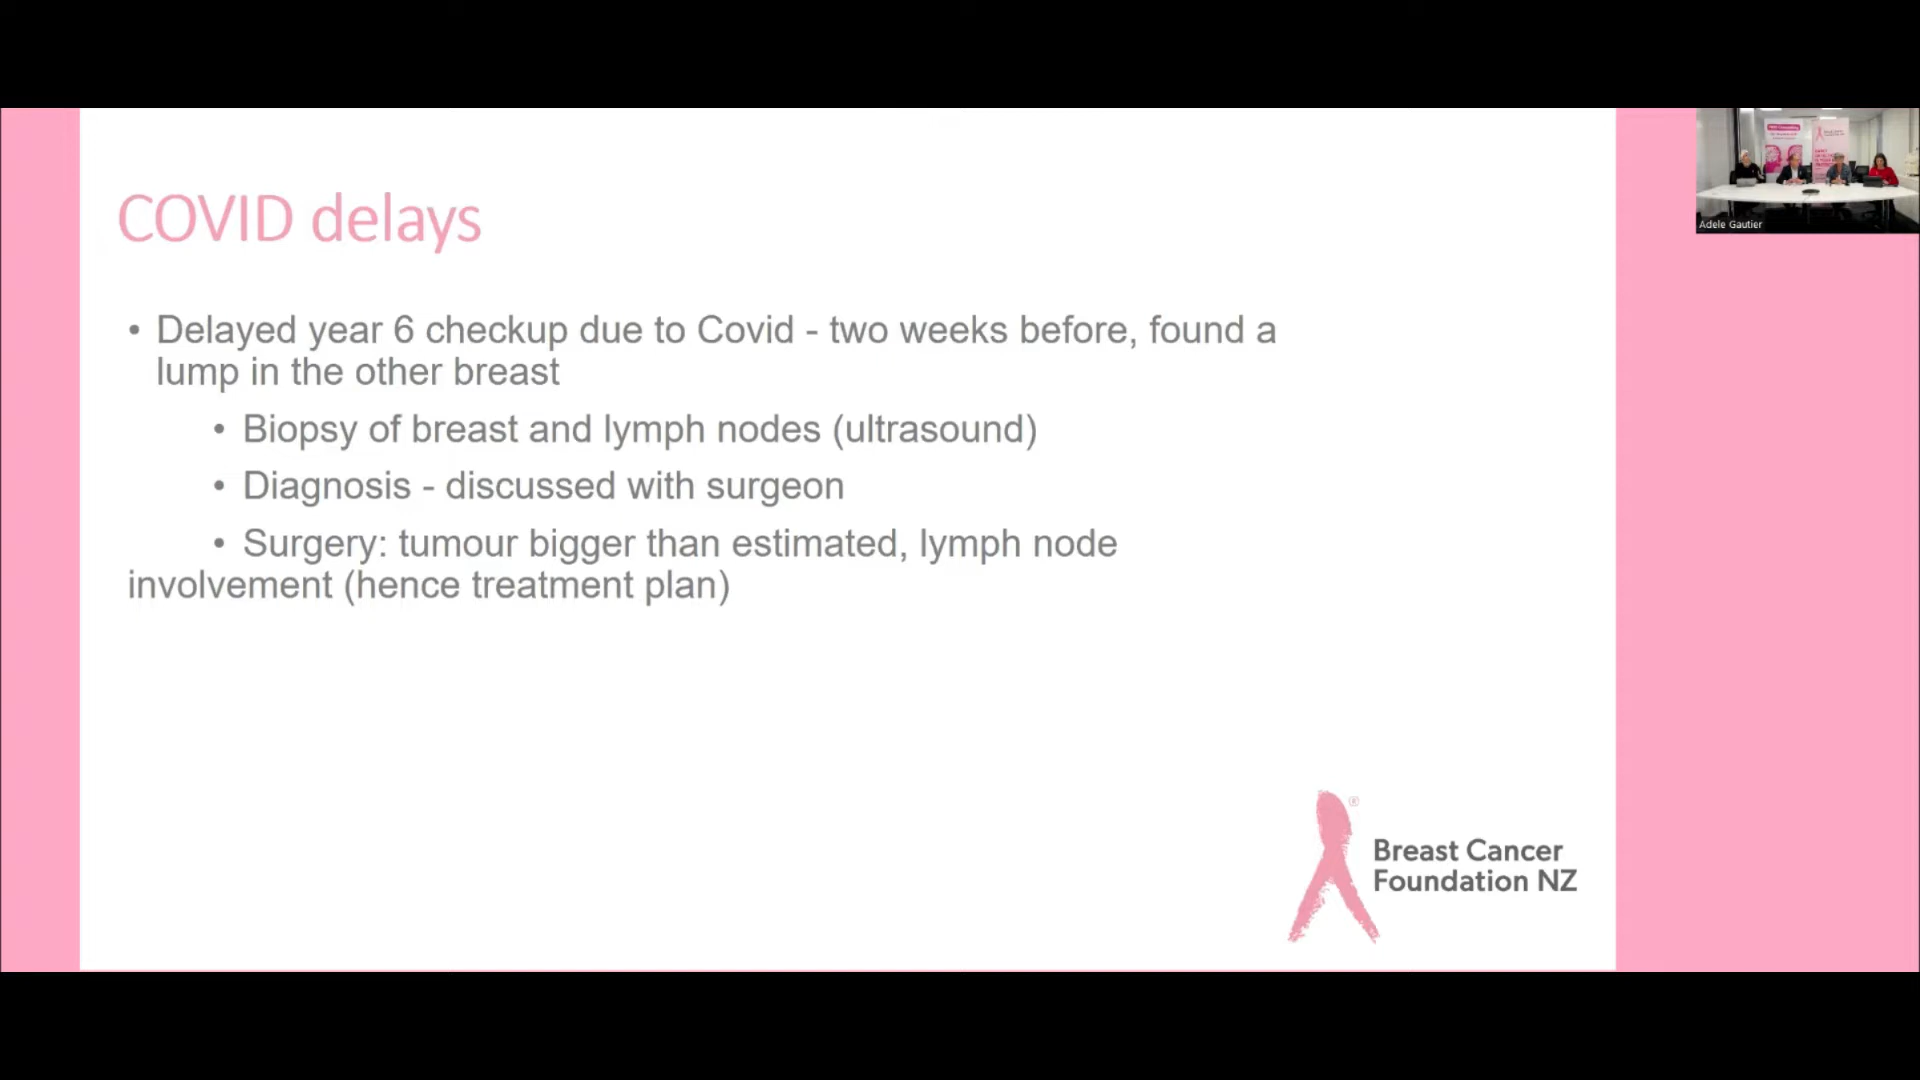 COVID delays
• Delayed year 6 checkup due to Covid - two weeks before, found a
lump in the other breast
• Biopsy of breast and lymph nodes (ultrasound)
• Diagnosis - discussed with surgeon
• Surgery: tumour bigger than estimated, lymph node
involvement (hence treatment plan)
®
Breast Cancer
Foundation NZ
Adele Gautier